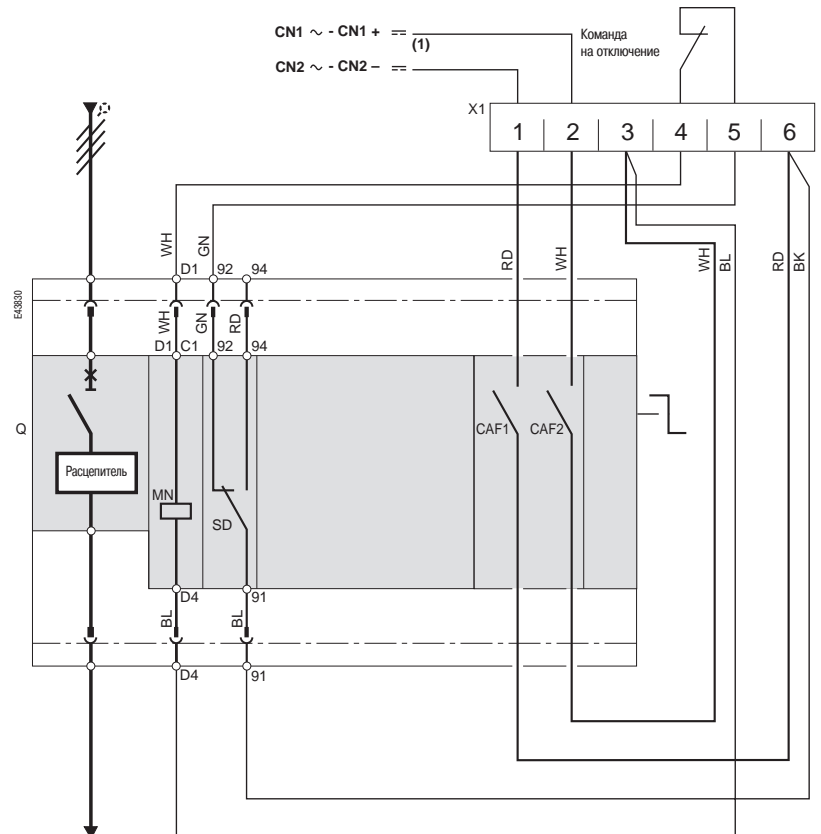 CN1 ~ - CN1 + ⎓
(1)
CN2 ~ - CN2 – ⎓
Команда
на отключение
X1
1 2 3 4 5 6
WH
GN
RD
WH
WH
BL
RD
BK
D1 92 94
E43830
WH
GN
RD
D1 C1 92 94
Q
CAF1 CAF2
Расцепитель
MN
SD
D4 91
BL
BL
D4 91